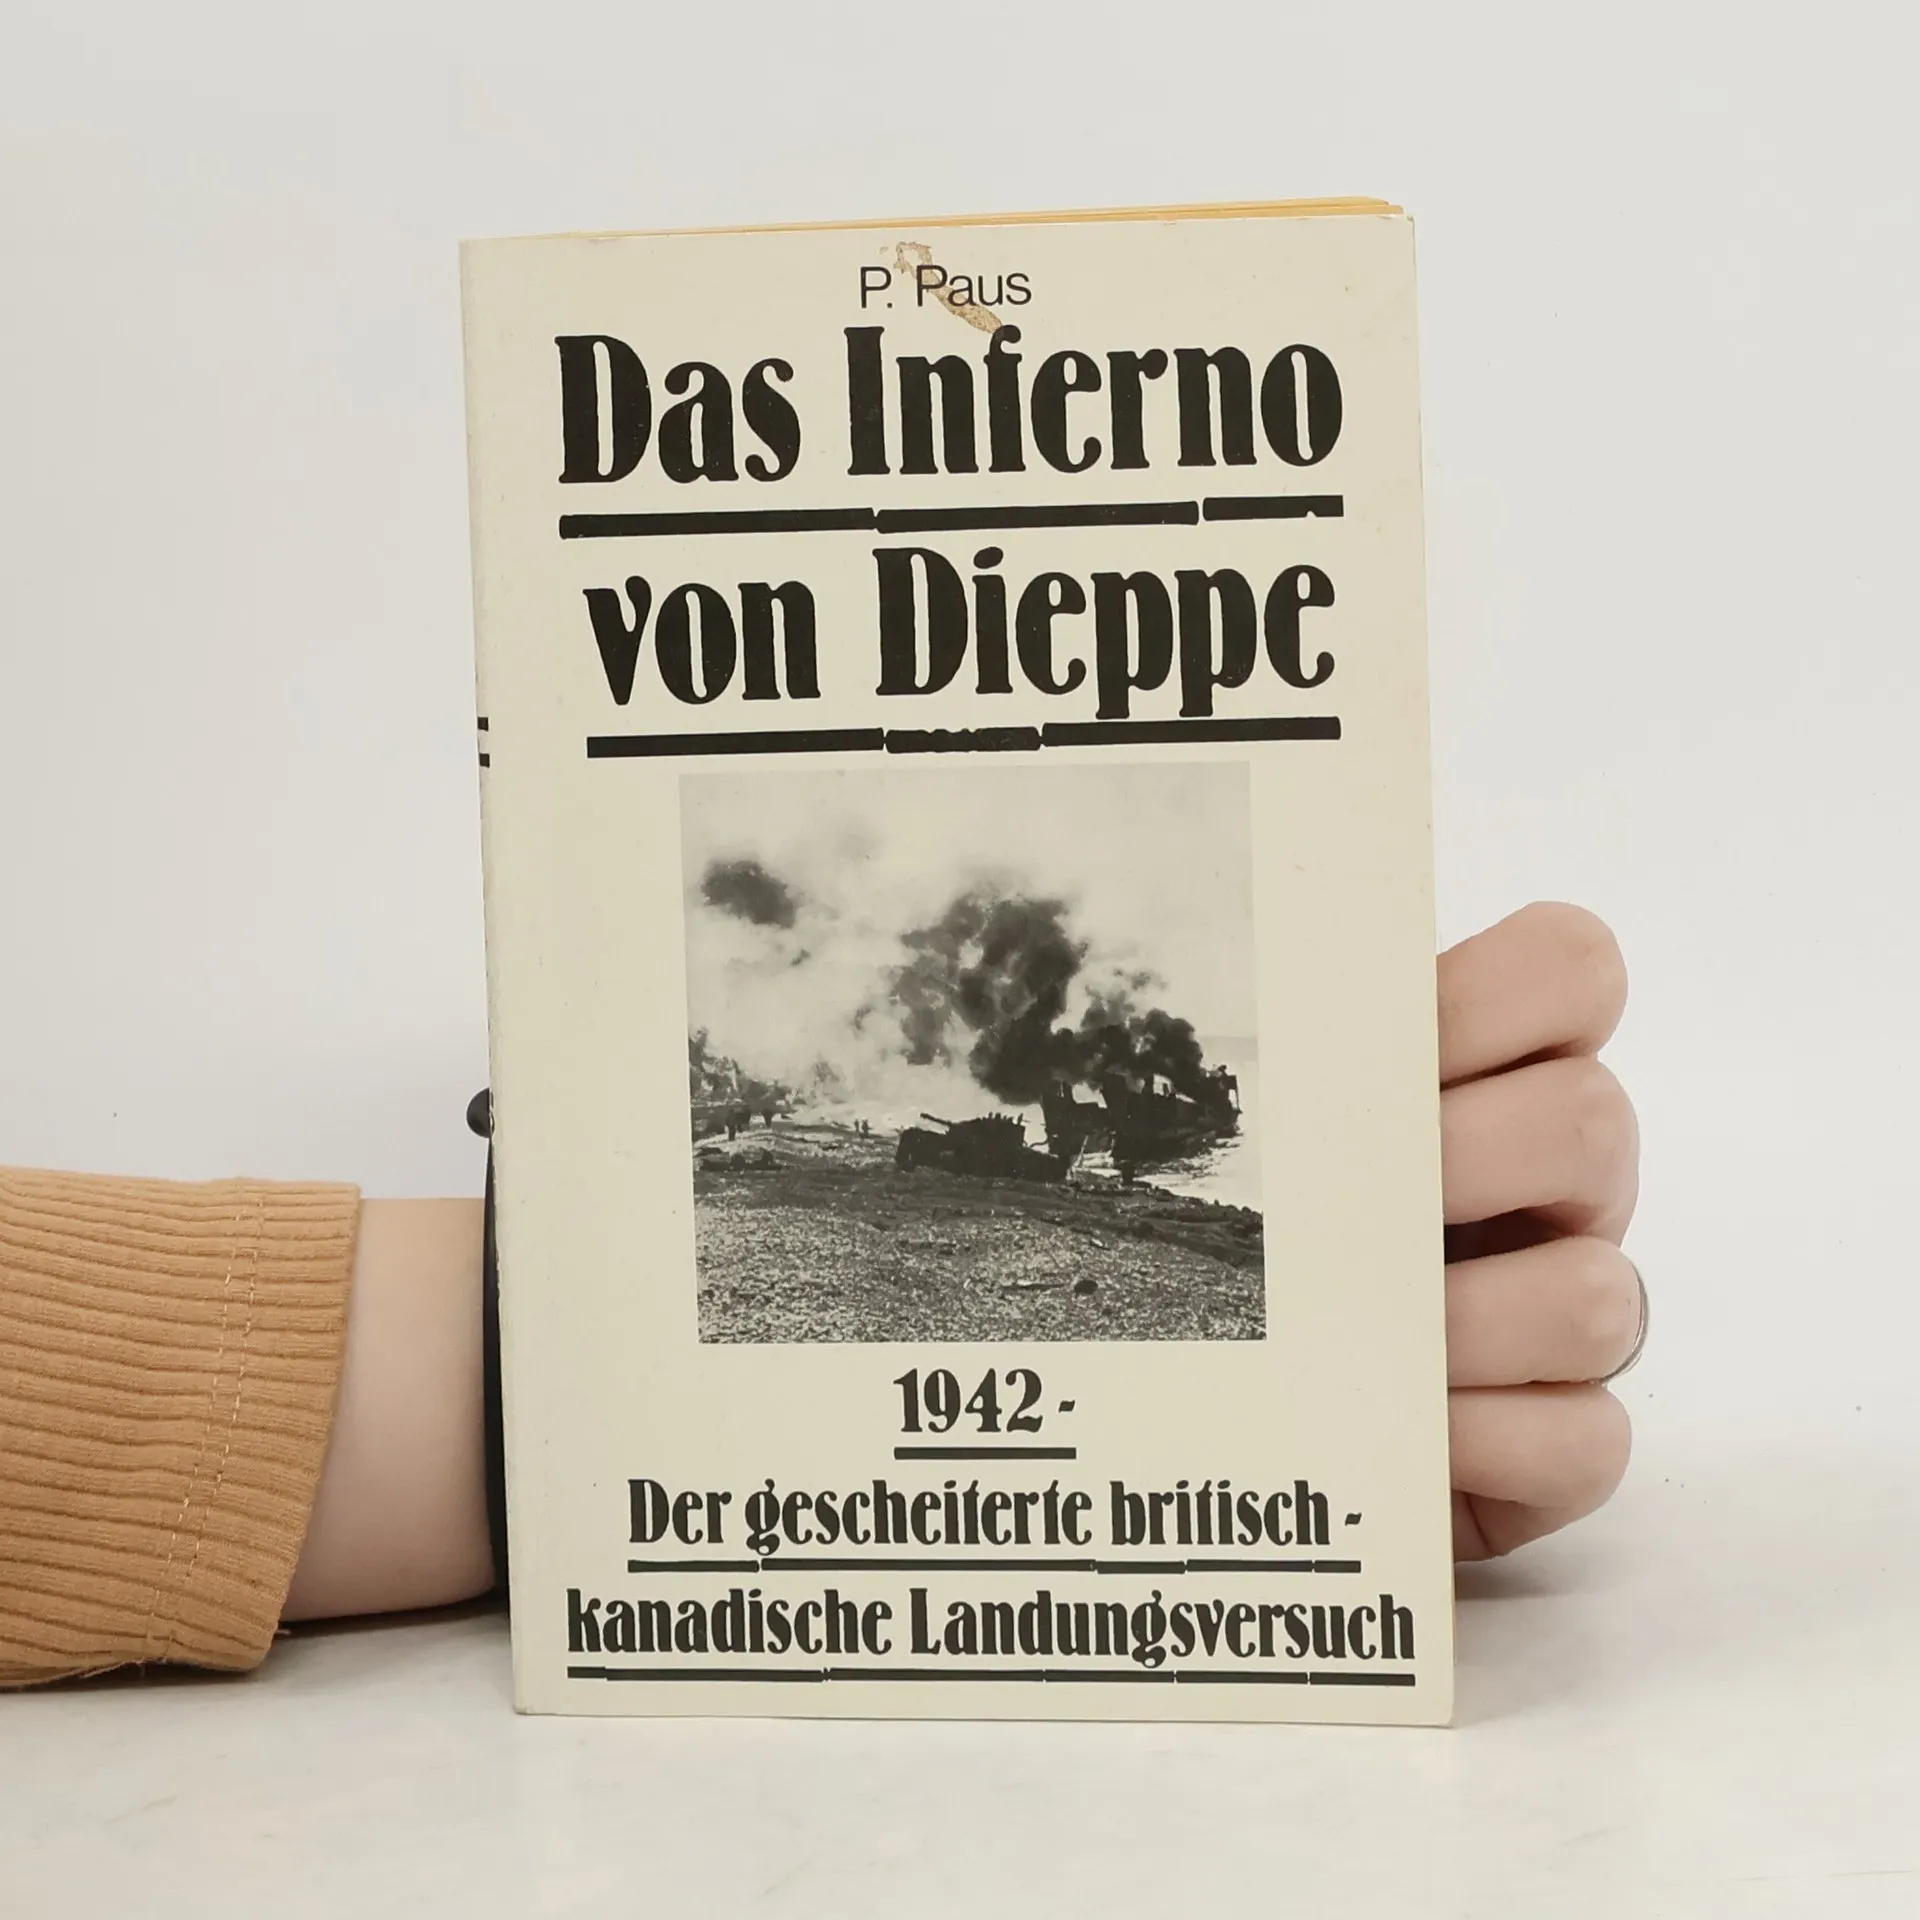 P. Paus
Das Inferno
von Dieppe
1942-
Der gescheiterte britisch-
kanadische Landungsversuch